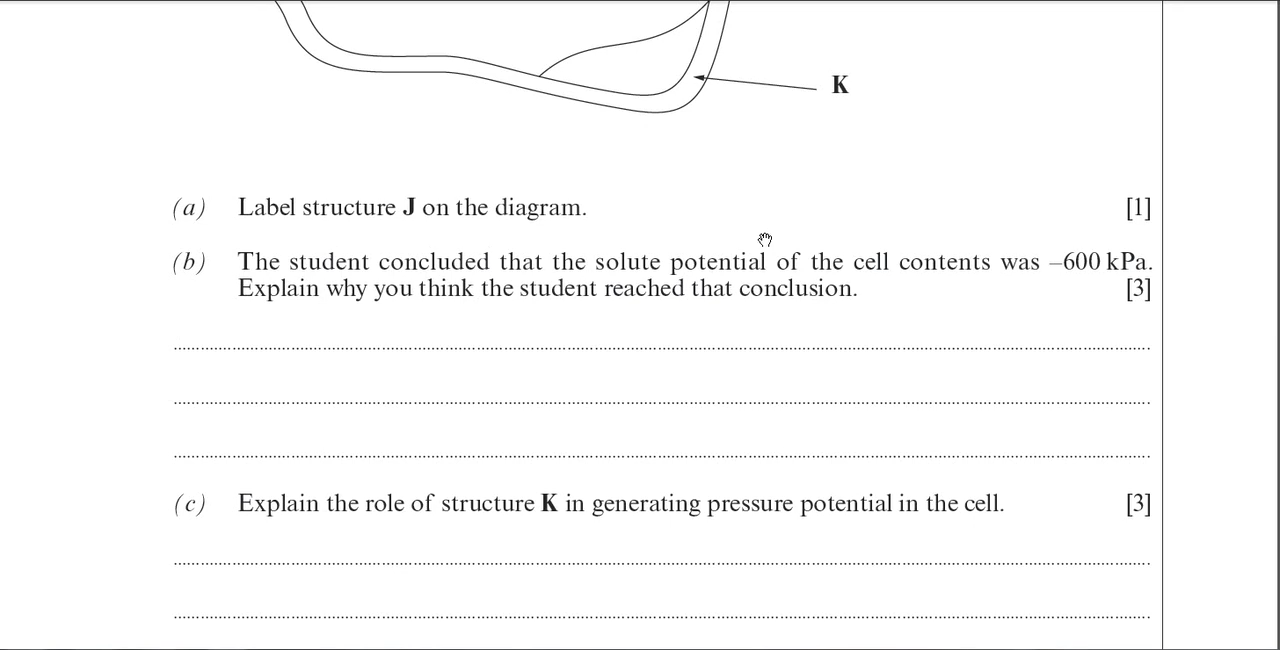 K
(a) Label structure J on the diagram. [1]
(b) The student concluded that the solute potential of the cell contents was –600 kPa.
Explain why you think the student reached that conclusion. [3]
(c) Explain the role of structure K in generating pressure potential in the cell. [3]